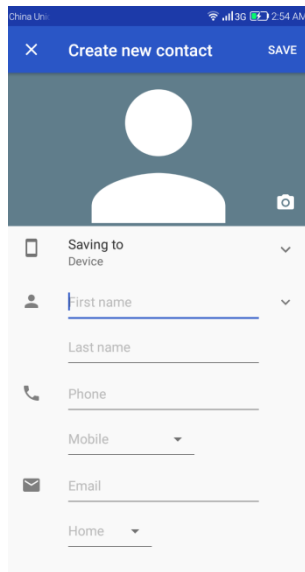 China Uni 3G 2:54 AM
Create new contact SAVE
Saving to
Device
First name
Last name
Phone
Mobile
Email
Home